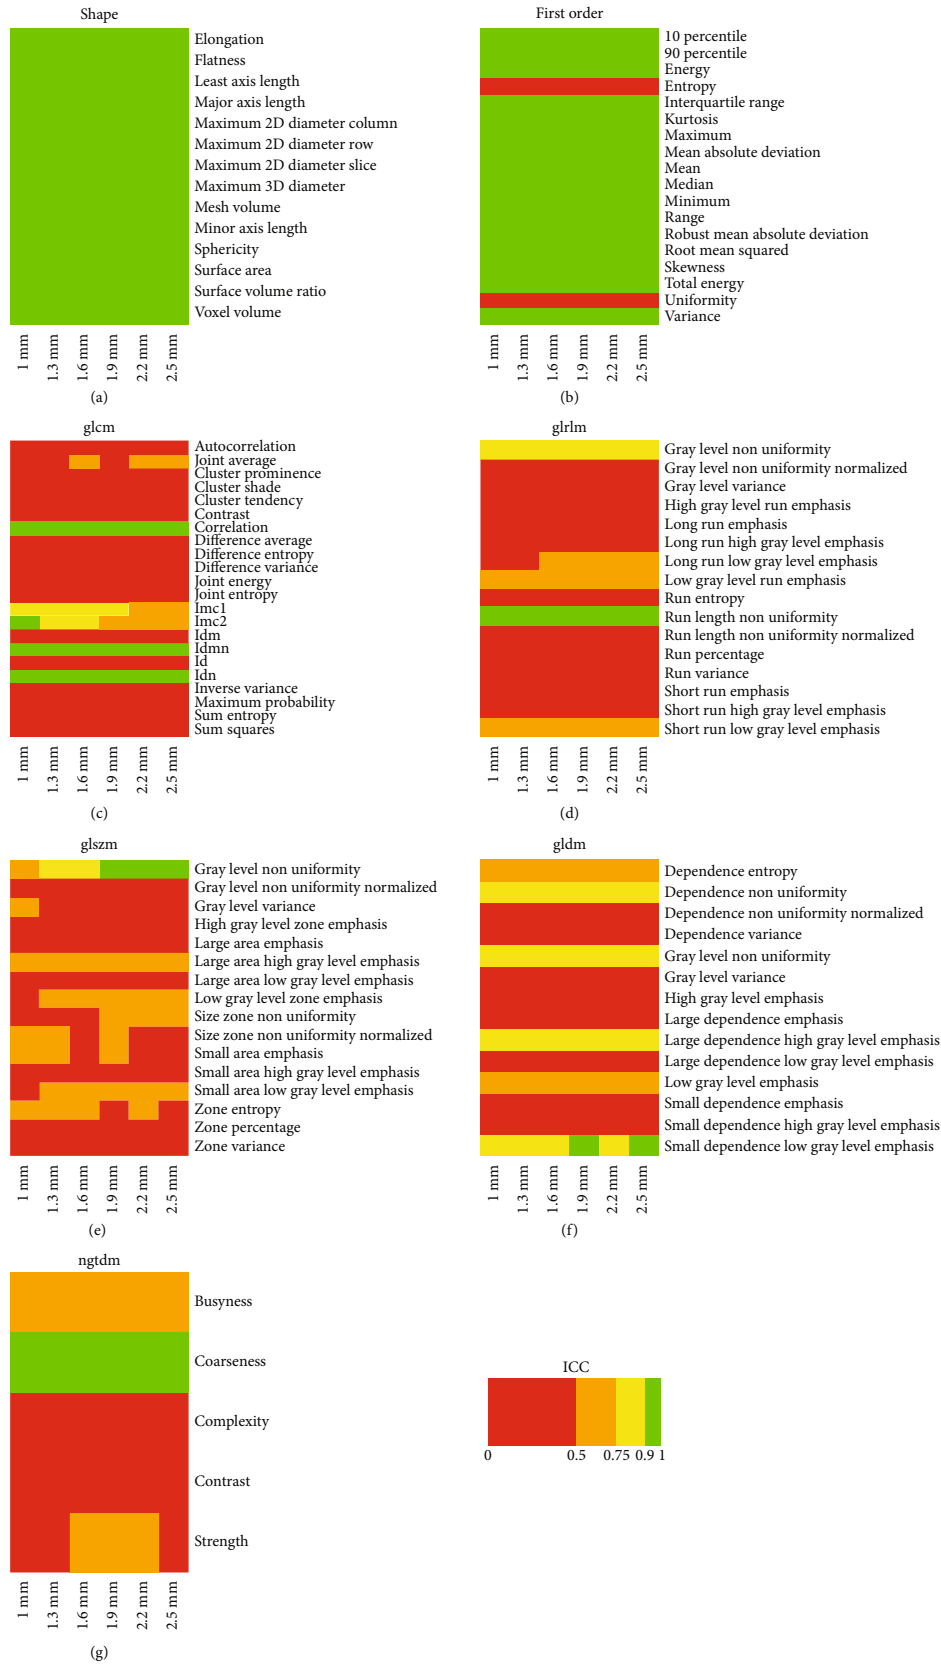 Shape
Elongation
Flatness
Least axis length
Major axis length
Maximum 2D diameter column
Maximum 2D diameter row
Maximum 2D diameter slice
Maximum 3D diameter
Mesh volume
Minor axis length
Sphericity
Surface area
Surface volume ratio
Voxel volume
1 mm
1.3 mm
1.6 mm
1.9 mm
2.2 mm
2.5 mm
(a)
First order
10 percentile
90 percentile
Energy
Entropy
Interquartile range
Kurtosis
Maximum
Mean absolute deviation
Mean
Median
Minimum
Range
Robust mean absolute deviation
Root mean squared
Skewness
Total energy
Uniformity
Variance
1 mm
1.3 mm
1.6 mm
1.9 mm
2.2 mm
2.5 mm
(b)
glcm
Autocorrelation
Joint average
Cluster prominence
Cluster shade
Cluster tendency
Contrast
Correlation
Difference average
Difference entropy
Difference variance
Joint energy
Joint entropy
Imc1
Imc2
Idm
Idmn
Id
Idn
Inverse variance
Maximum probability
Sum entropy
Sum squares
1 mm
1.3 mm
1.6 mm
1.9 mm
2.2 mm
2.5 mm
(c)
glrlm
Gray level non uniformity
Gray level non uniformity normalized
Gray level variance
High gray level run emphasis
Long run emphasis
Long run high gray level emphasis
Long run low gray level emphasis
Low gray level run emphasis
Run entropy
Run length non uniformity
Run length non uniformity normalized
Run percentage
Run variance
Short run emphasis
Short run high gray level emphasis
Short run low gray level emphasis
1 mm
1.3 mm
1.6 mm
1.9 mm
2.2 mm
2.5 mm
(d)
glszm
Gray level non uniformity
Gray level non uniformity normalized
Gray level variance
High gray level zone emphasis
Large area emphasis
Large area high gray level emphasis
Large area low gray level emphasis
Low gray level zone emphasis
Size zone non uniformity
Size zone non uniformity normalized
Small area emphasis
Small area high gray level emphasis
Small area low gray level emphasis
Zone entropy
Zone percentage
Zone variance
1 mm
1.3 mm
1.6 mm
1.9 mm
2.2 mm
2.5 mm
(e)
gldm
Dependence entropy
Dependence non uniformity
Dependence non uniformity normalized
Dependence variance
Gray level non uniformity
Gray level variance
High gray level emphasis
Large dependence emphasis
Large dependence high gray level emphasis
Large dependence low gray level emphasis
Low gray level emphasis
Small dependence emphasis
Small dependence high gray level emphasis
Small dependence low gray level emphasis
1 mm
1.3 mm
1.6 mm
1.9 mm
2.2 mm
2.5 mm
(f)
ngtdm
Busyness
Coarseness
Complexity
Contrast
Strength
1 mm
1.3 mm
1.6 mm
1.9 mm
2.2 mm
2.5 mm
(g)
ICC
0 0.5 0.75 0.9 1